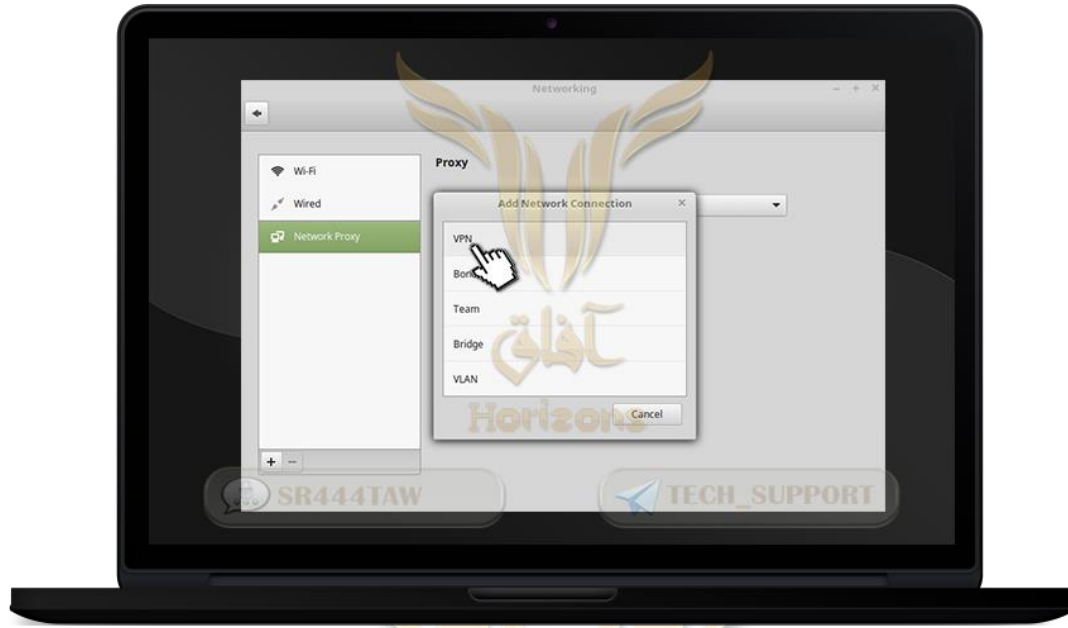 Networking
Wi-Fi
Wired
Network Proxy
Proxy
Add Network Connection
VPN
Team
Bridge
VLAN
Cancel
آفاق
Horizons
SR444TAW
TECH_SUPPORT